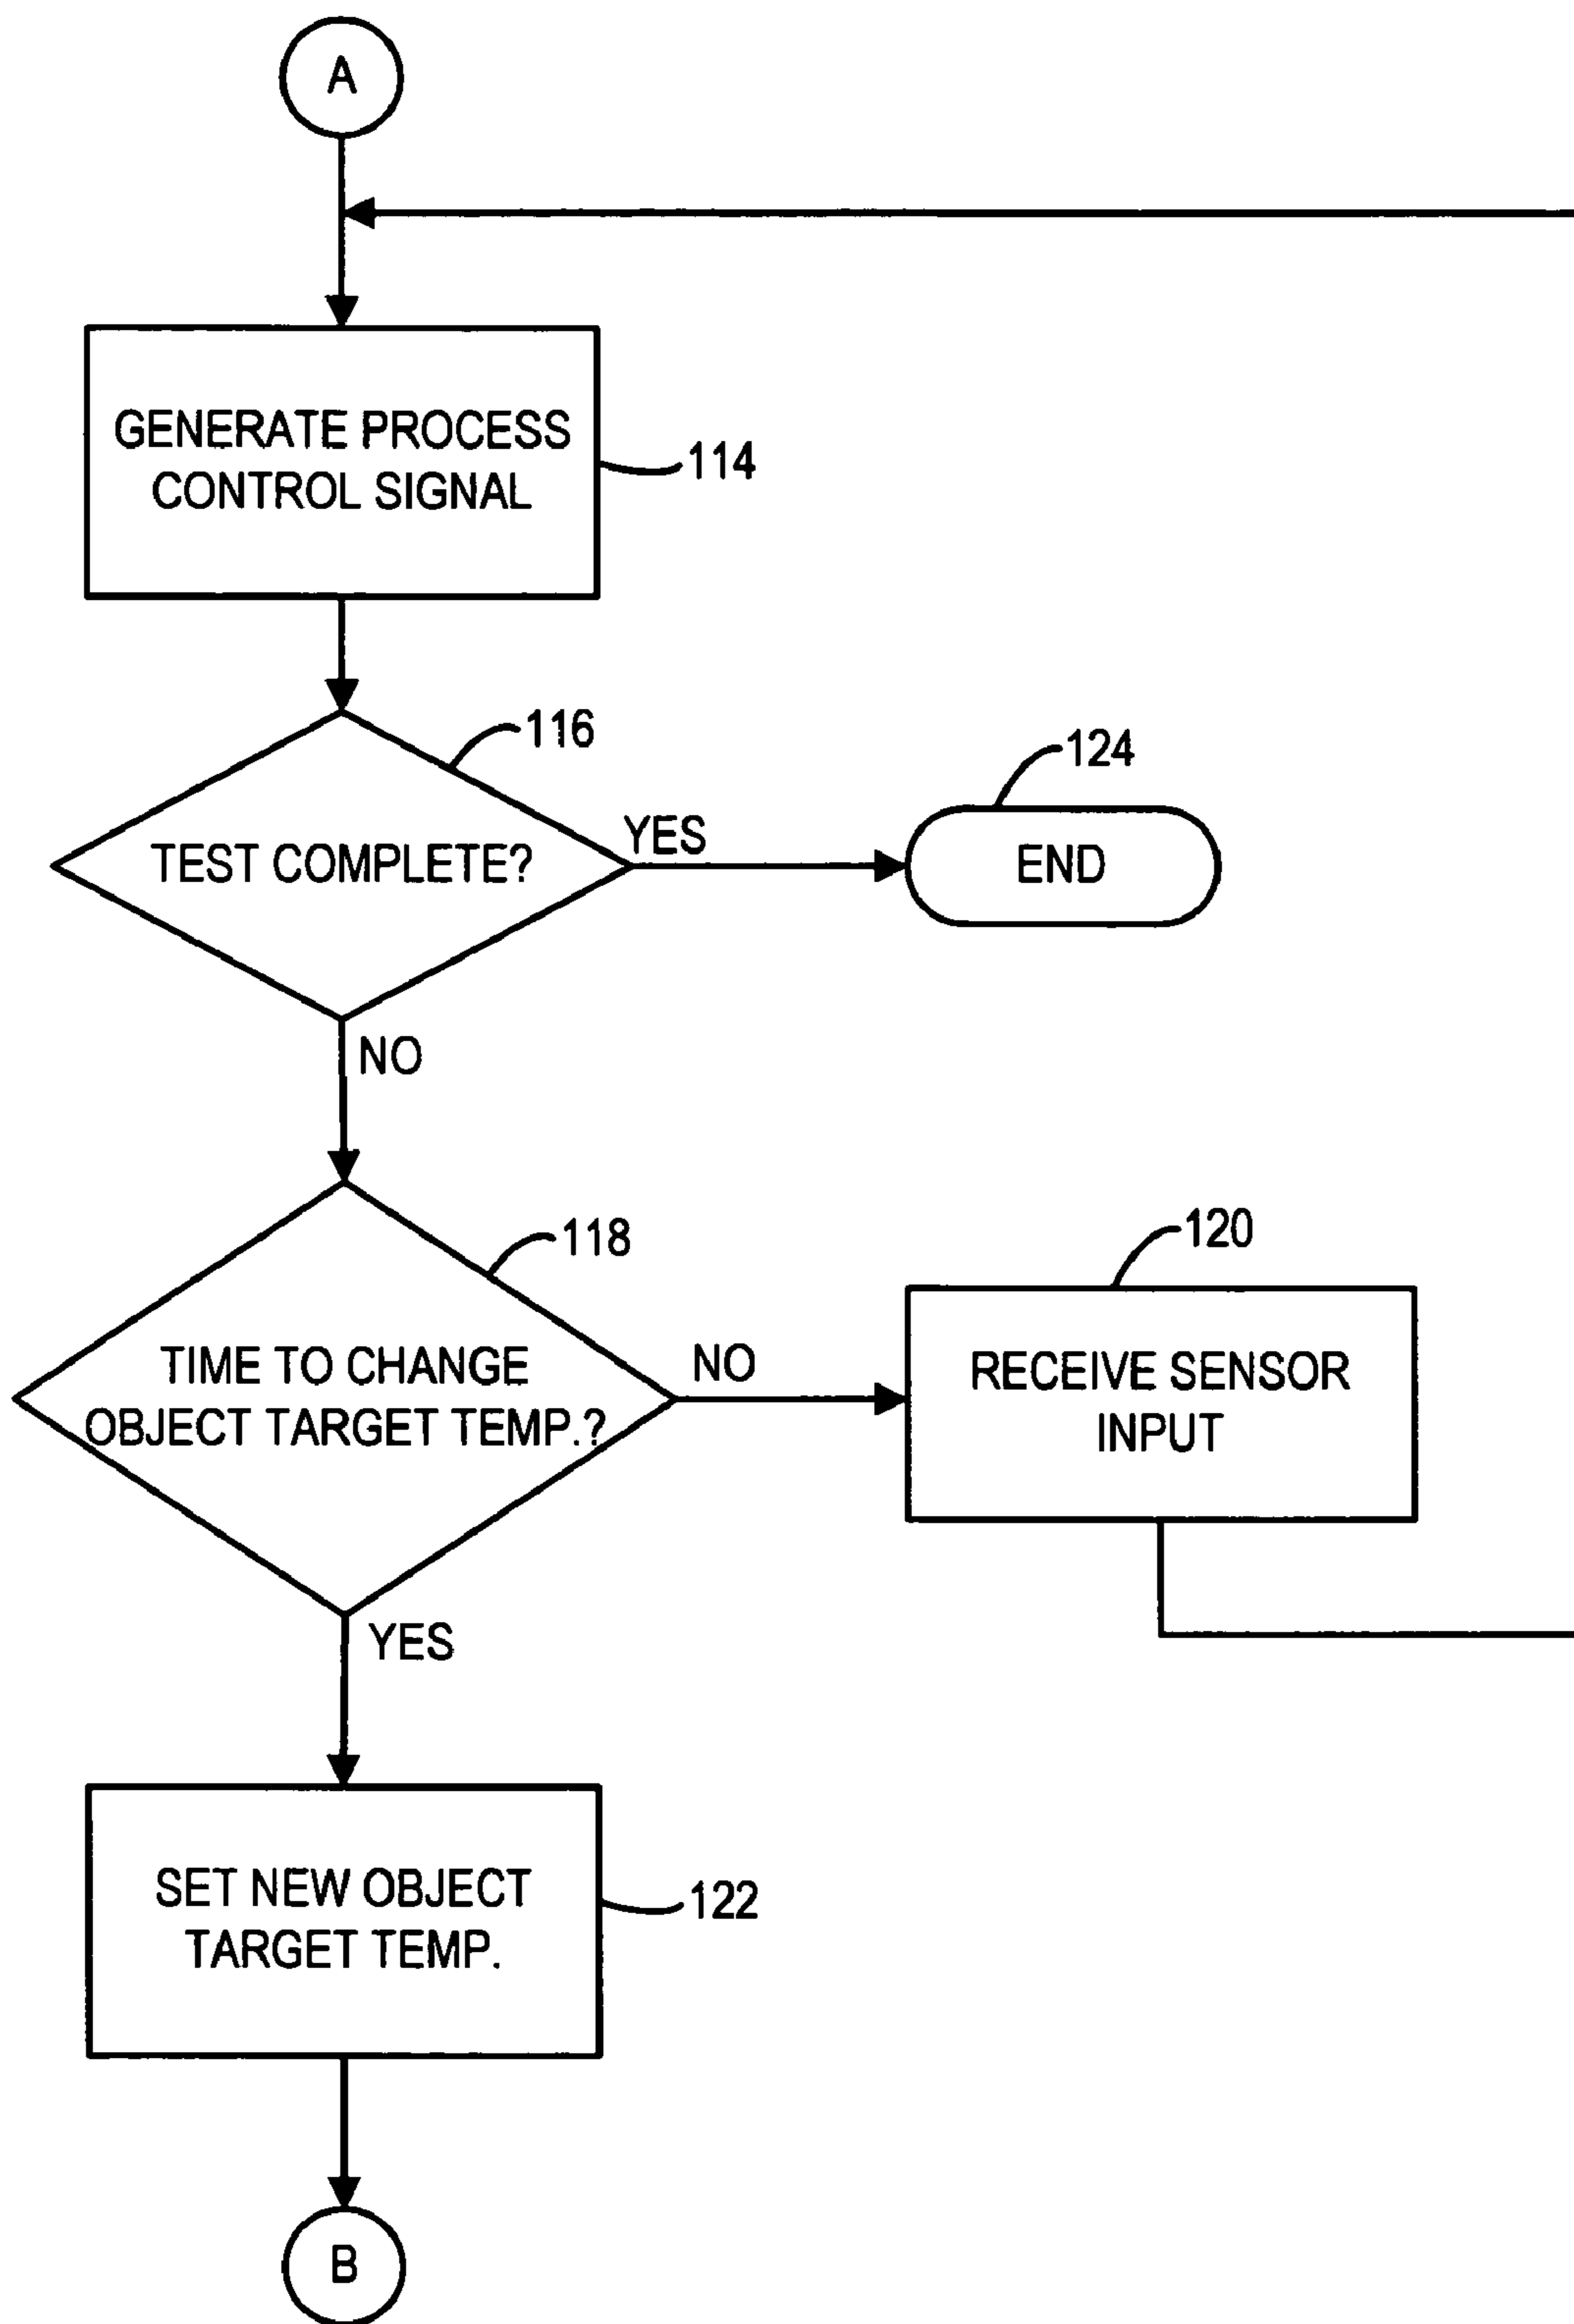 A
GENERATE PROCESS
CONTROL SIGNAL
114
116
TEST COMPLETE?
YES
124
END
NO
118
TIME TO CHANGE
OBJECT TARGET TEMP.?
NO
120
RECEIVE SENSOR
INPUT
YES
SET NEW OBJECT
TARGET TEMP.
122
B